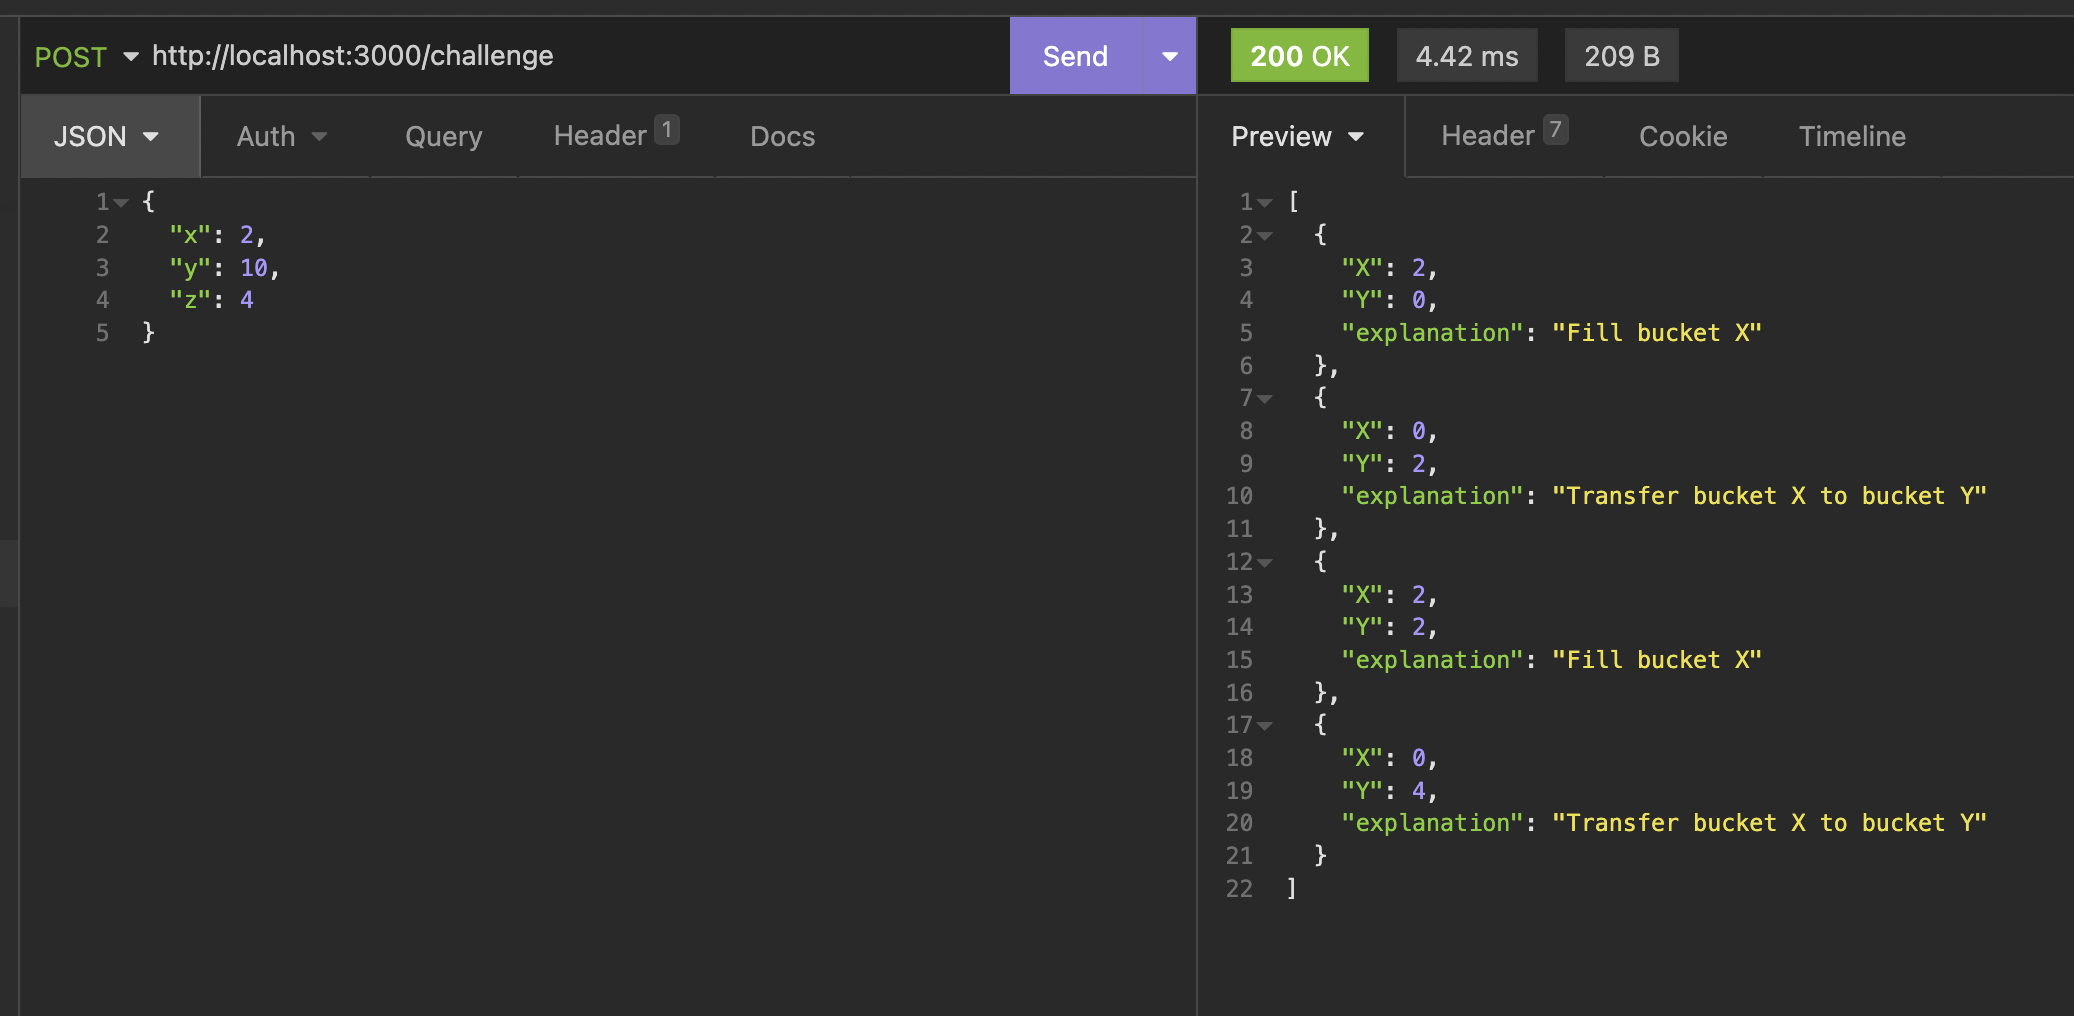 POST http://localhost:3000/challenge Send 200 OK 4.42 ms 209 B
JSON Auth Query Header 1 Docs Preview Header 7 Cookie Timeline
1 {
2 "x": 2,
3 "y": 10,
4 "z": 4
5 }
1 [
2 {
3 "X": 2,
4 "Y": 0,
5 "explanation": "Fill bucket X"
6 },
7 {
8 "X": 0,
9 "Y": 2,
10 "explanation": "Transfer bucket X to bucket Y"
11 },
12 {
13 "X": 2,
14 "Y": 2,
15 "explanation": "Fill bucket X"
16 },
17 {
18 "X": 0,
19 "Y": 4,
20 "explanation": "Transfer bucket X to bucket Y"
21 }
22 ]